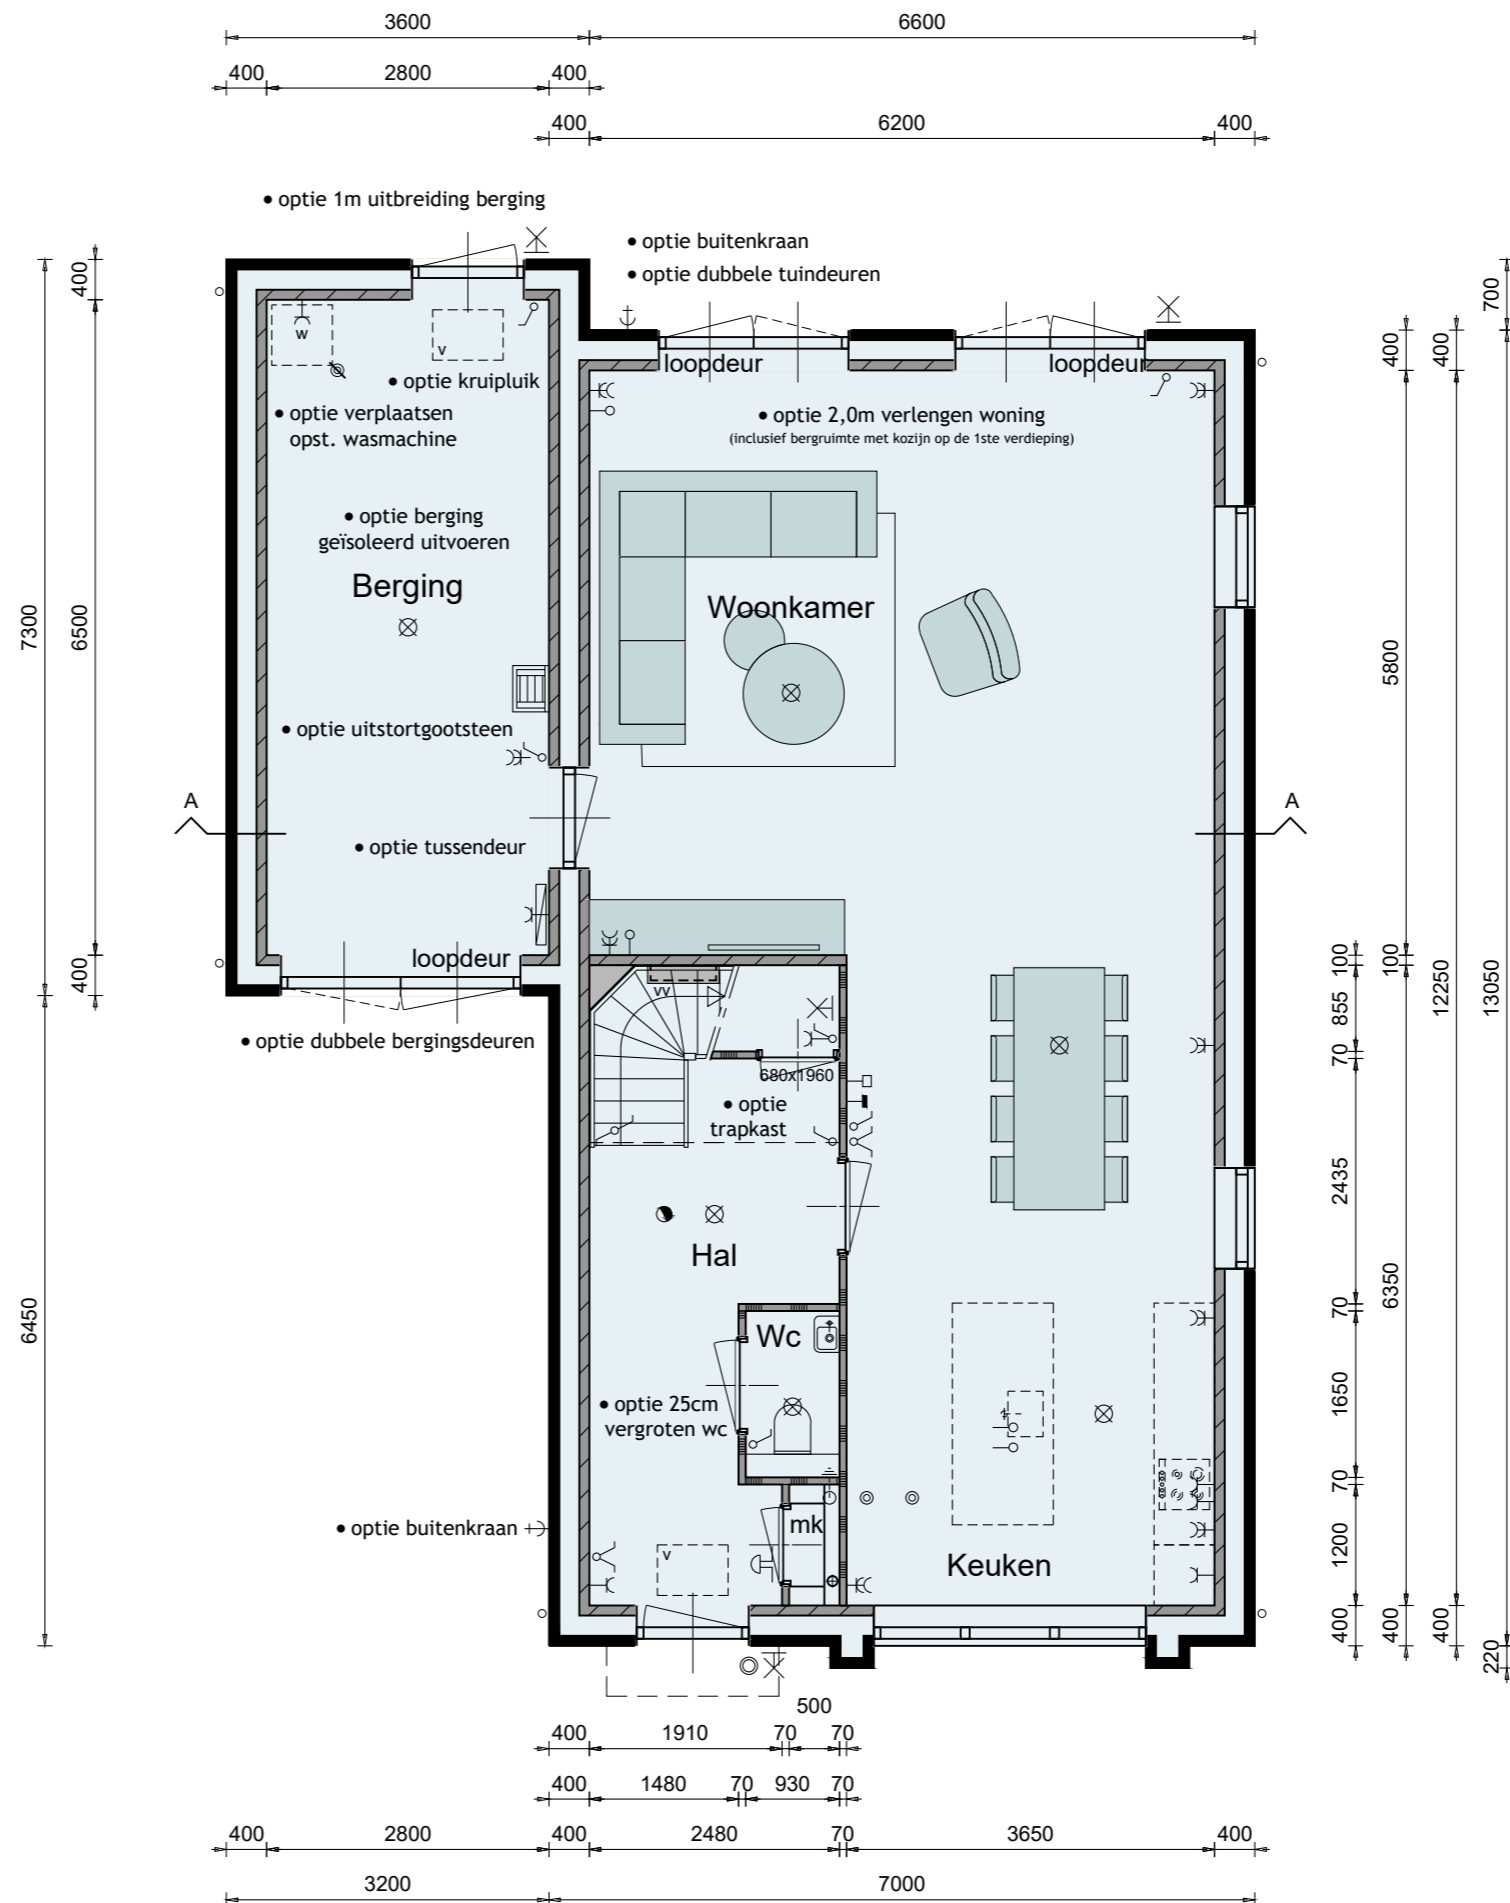 3600
6600
400
2800
400
400
6200
400
• optie 1m uitbreiding berging
• optie buitenkraan
• optie dubbele tuindeuren
400
700
400
400
loopdeur
loopdeur
w
v
• optie kruipluik
• optie verplaatsen
opst. wasmachine
• optie 2,0m verlengen woning
(inclusief bergruimte met kozijn op de 1ste verdieping)
• optie berging
geïsoleerd uitvoeren
Berging
Woonkamer
7300
6500
5800
• optie uitstortgootsteen
A
A
• optie tussendeur
loopdeur
400
100
100
12250
13050
vv
855
• optie dubbele bergingsdeuren
70
680x1960
• optie
trapkast
2435
Hal
6450
6350
70
Wc
• optie 25cm
vergroten wc
1650
70
mk
• optie buitenkraan
v
Keuken
1200
400
400
400
220
500
400
1910
70
70
400
1480
70
930
70
400
2800
400
2480
70
3650
400
3200
7000